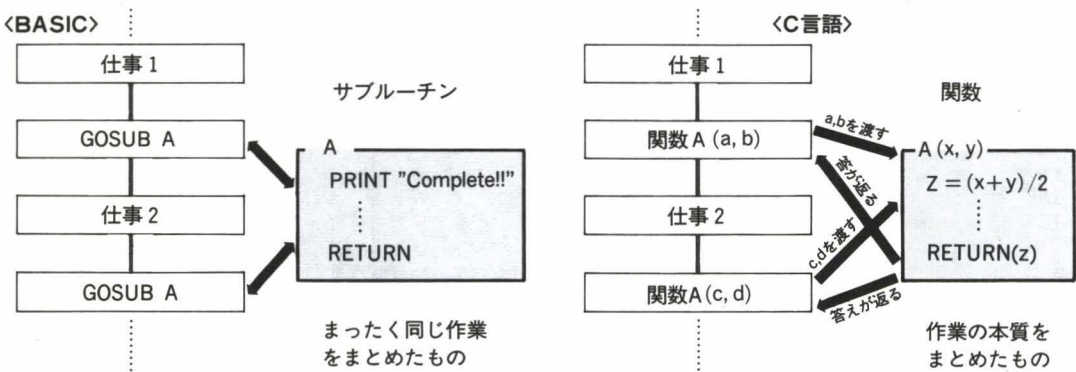 〈BASIC〉
仕事1
GOSUB A
仕事2
GOSUB A
サブルーチン
A
PRINT "Complete!!"
RETURN
まったく同じ作業
をまとめたもの
〈C言語〉
仕事1
関数A(a, b)
仕事2
関数A(c, d)
a,bを渡す
答が返る
c,dを渡す
答えが返る
関数
A(x, y)
Z=(x+y)/2
RETURN(z)
作業の本質を
まとめたもの